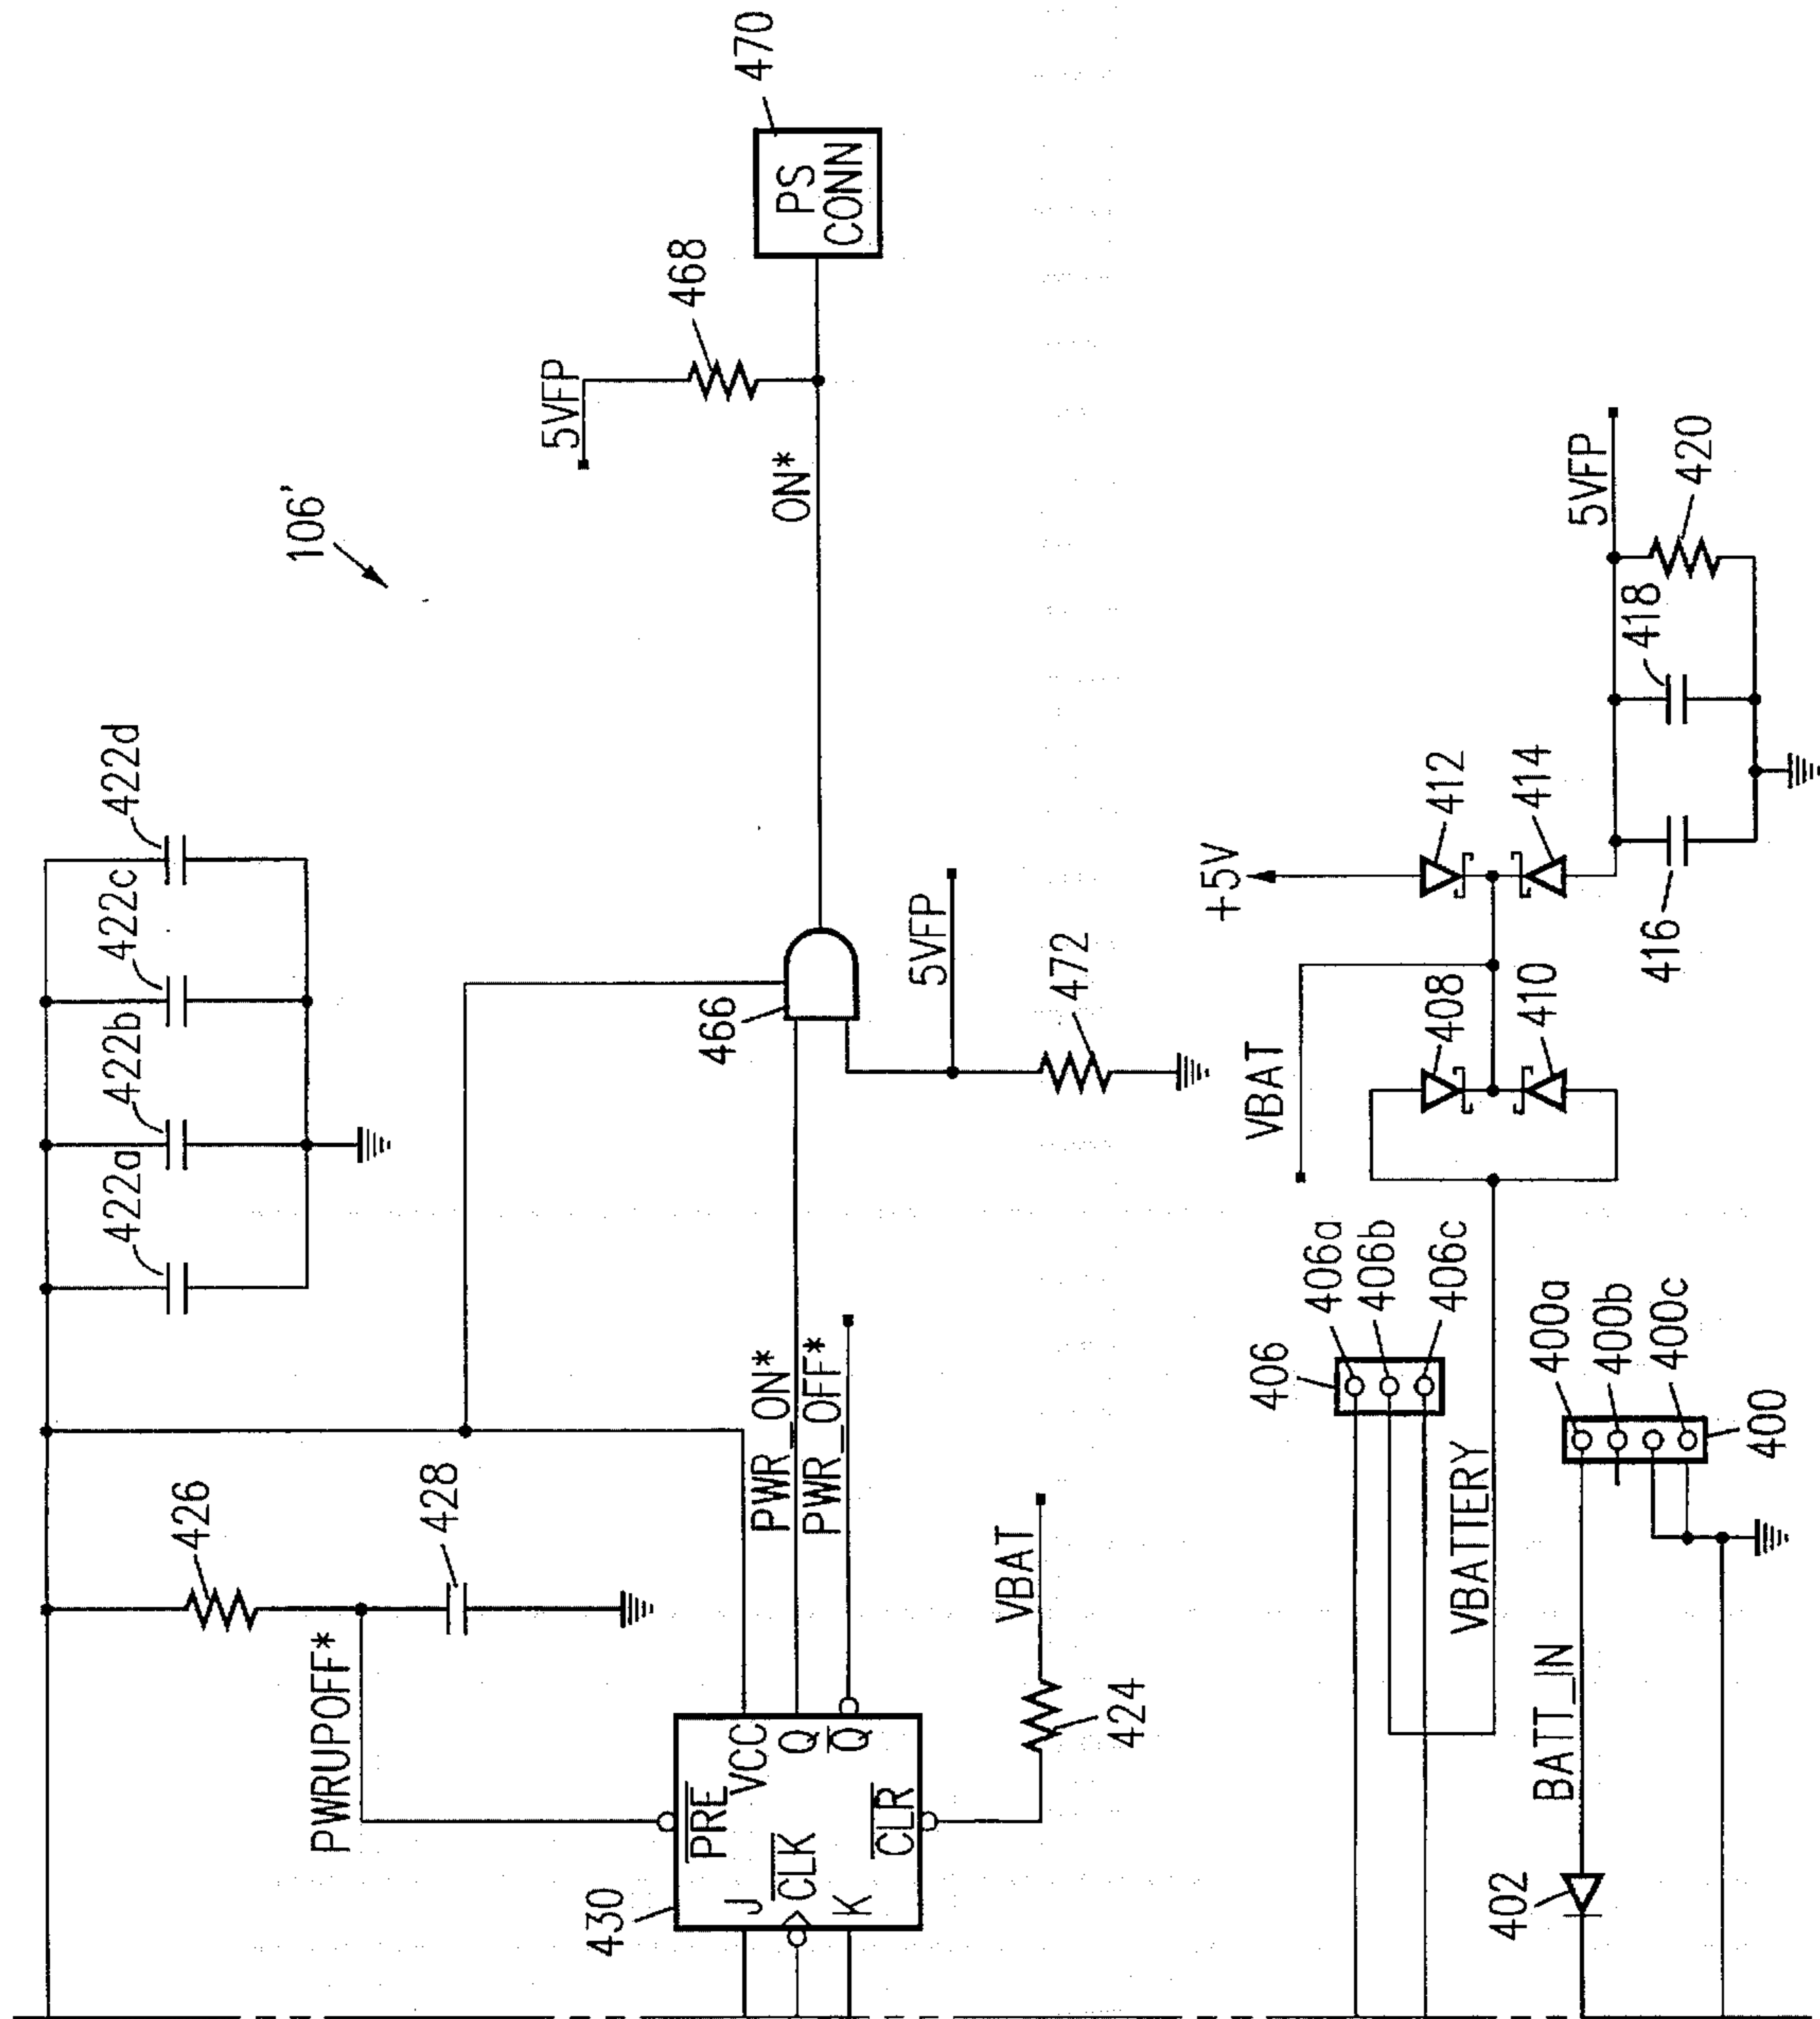 106'
422a
422b
422c
422d
426
PWRUPOFF*
428
430
J
CLK
K
PRE
VCC
Q
Q
CLR
PWR_ON*
PWR_OFF*
VBAT
424
466
5VFP
472
ON*
5VFP
468
PS
CONN
470
406
406a
406b
406c
VBATTERY
VBAT
408
410
+5V
412
414
416
418
5VFP
420
402
BATT_IN
400a
400b
400c
400